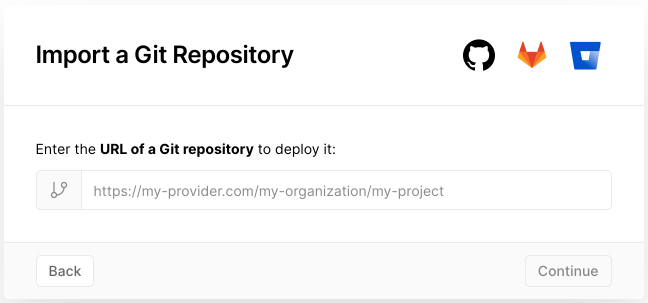 Import a Git Repository
Enter the URL of a Git repository to deploy it:
https://my-provider.com/my-organization/my-project
Back
Continue